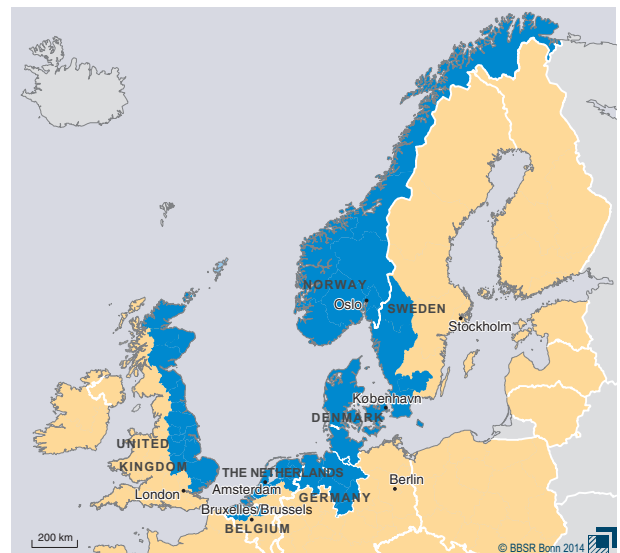 NORWAY
Oslo
SWEDEN
Stockholm
København
DENMARK
UNITED
KINGDOM
THE NETHERLANDS
Amsterdam
Berlin
London
GERMANY
Bruxelles/Brussels
BELGIUM
200 km
© BBSR Bonn 2014